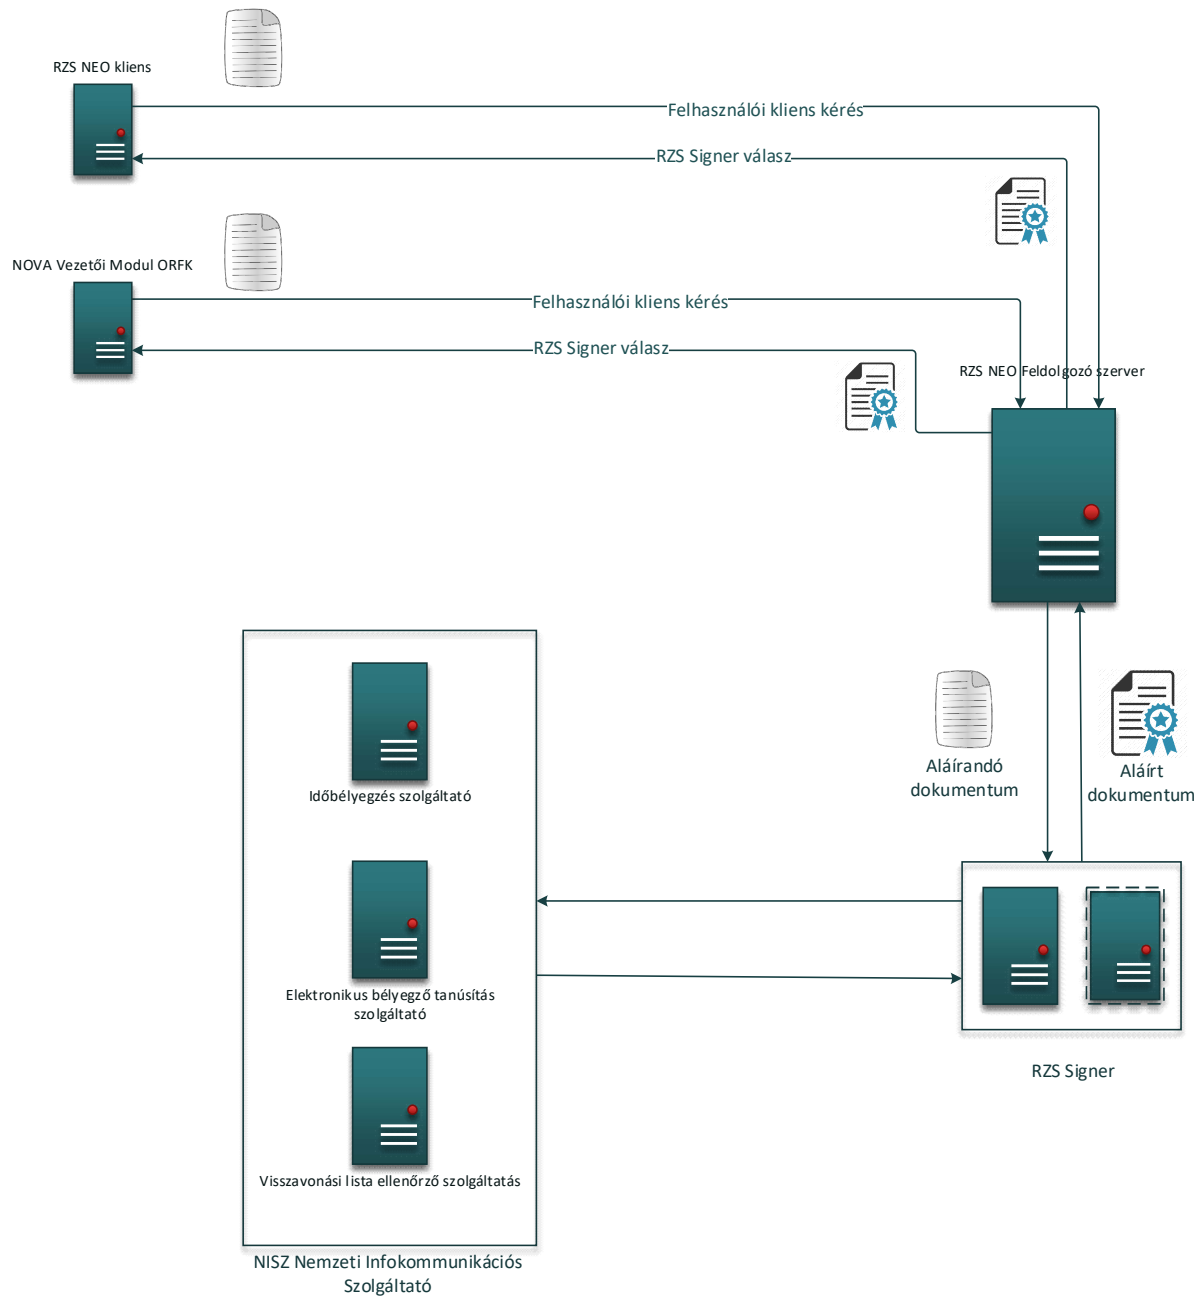 RZS NEO kliens
Felhasználói kliens kérés
RZS Signer válasz
NOVA Vezetői Modul ORFK
Felhasználói kliens kérés
RZS Signer válasz
RZS NEO Feldolgozó szerver
Aláírandó
dokumentum
Aláírt
dokumentum
Időbélyegzés szolgáltató
Elektronikus bélyegző tanúsítás
szolgáltató
Visszavonási lista ellenőrző szolgáltatás
RZS Signer
NISZ Nemzeti Infokommunikációs
Szolgáltató